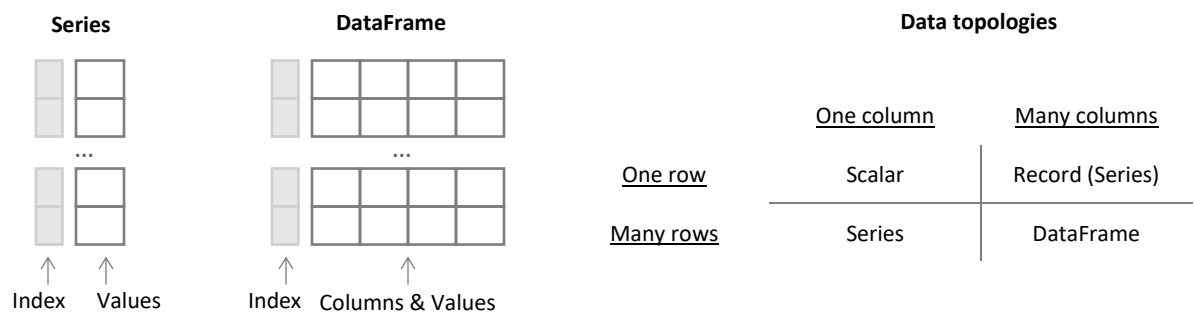 Series
DataFrame
...
...
Index Values
Index Columns & Values
Data topologies
One column Many columns
One row Scalar Record (Series)
Many rows Series DataFrame